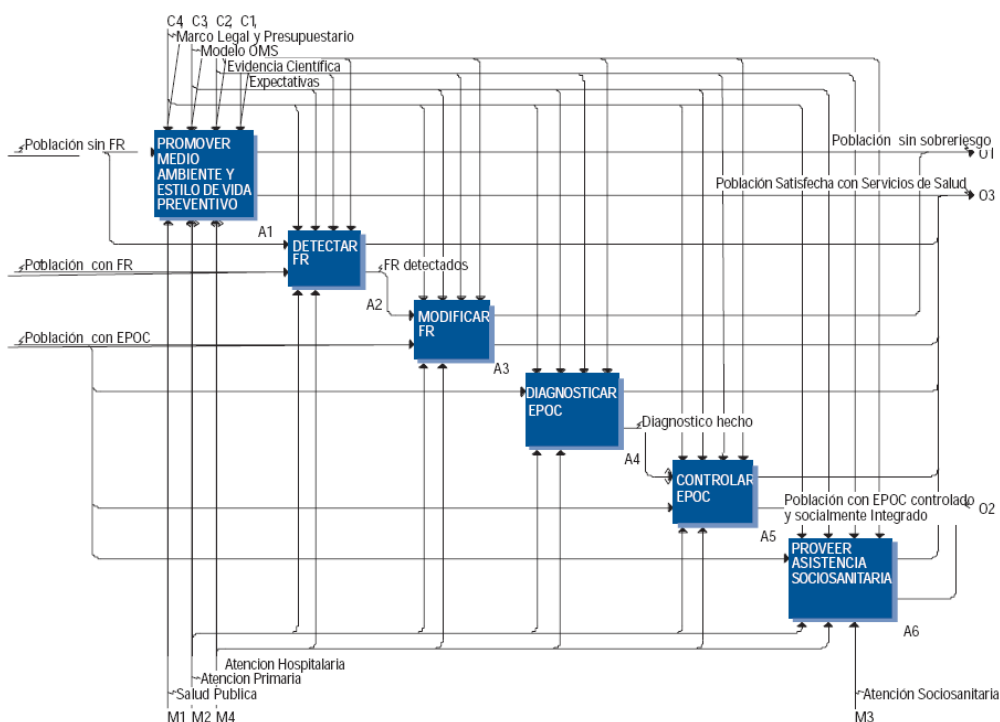 C4, C3, C2, C1,
Marco Legal y Presupuestario
Modelo OMS
Evidencia Científica
Expectativas
Población sin FR
PROMOVER
MEDIO
AMBIENTE Y
ESTILO DE VIDA
PREVENTIVO
Población sin sobreriesgo
O1
Población Satisfecha con Servicios de Salud
O3
A1
DETECTAR
FR
Población con FR
FR detectados
A2
MODIFICAR
FR
Población con EPOC
A3
DIAGNOSTICAR
EPOC
Diagnostico hecho
A4
CONTROLAR
EPOC
Población con EPOC controlado
y socialmente Integrado
O2
A5
PROVEER
ASISTENCIA
SOCIOSANITARIA
A6
Atencion Hospitalaria
Atencion Primaria
Salud Publica
Atención Sociosanitaria
M1 M2 M4
M3